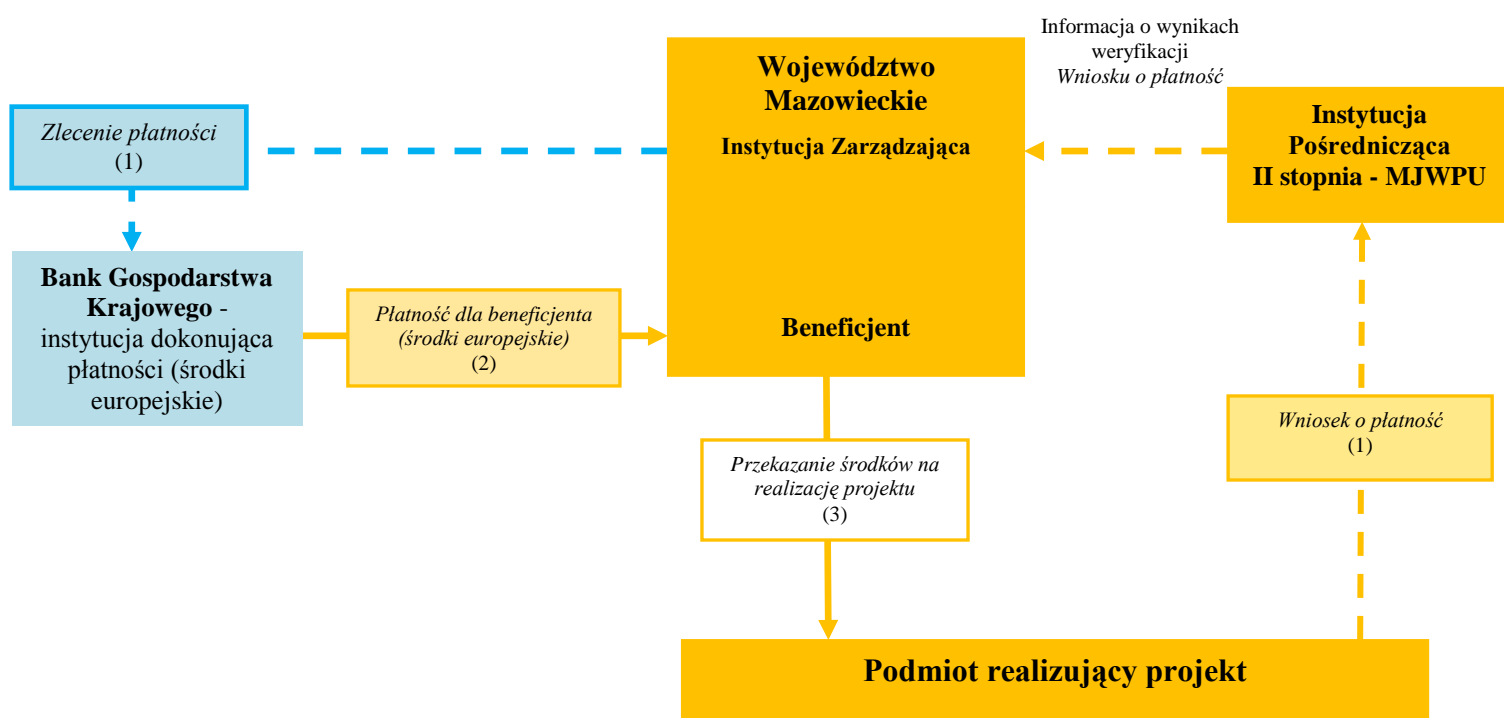 Informacja o wynikach
weryfikacji
Wniosku o płatność
Województwo
Mazowieckie
Instytucja Zarządzająca
Beneficjent
Zlecenie płatności
(1)
Instytucja
Pośrednicząca
II stopnia - MJWPU
Bank Gospodarstwa
Krajowego -
instytucja dokonująca
płatności (środki
europejskie)
Płatność dla beneficjenta
(środki europejskie)
(2)
Wniosek o płatność
(1)
Przekazanie środków na
realizację projektu
(3)
Podmiot realizujący projekt